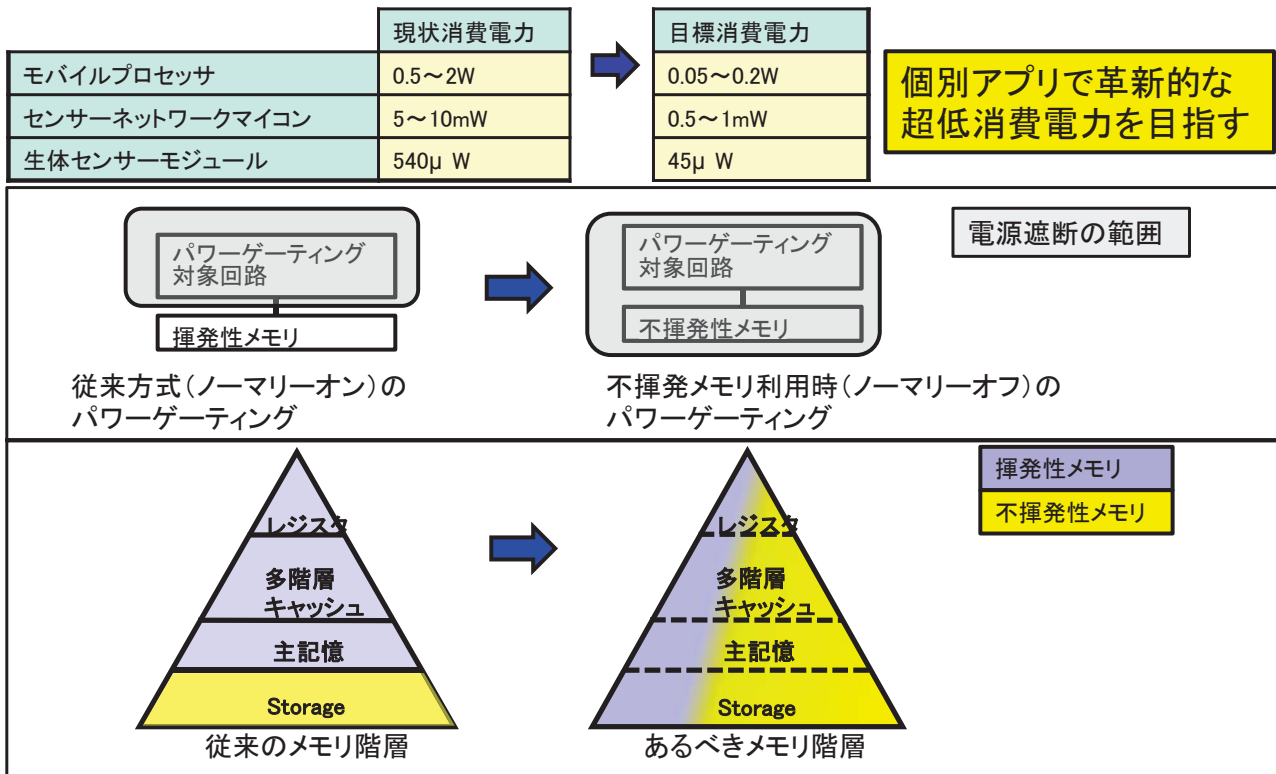 現状消費電力 目標消費電力
モバイルプロセッサ 0.5～2W 0.05～0.2W
センサーネットワークマイコン 5～10mW 0.5～1mW
生体センサーモジュール 540μ W 45μ W
個別アプリで革新的な
超低消費電力を目指す
パワーゲーティング
対象回路
揮発性メモリ
従来方式(ノーマリーオン)の
パワーゲーティング
パワーゲーティング
対象回路
不揮発性メモリ
不揮発メモリ利用時(ノーマリーオフ)の
パワーゲーティング
電源遮断の範囲
レジスタ
多階層
キャッシュ
主記憶
Storage
従来のメモリ階層
レジスタ
多階層
キャッシュ
主記憶
Storage
あるべきメモリ階層
揮発性メモリ
不揮発性メモリ